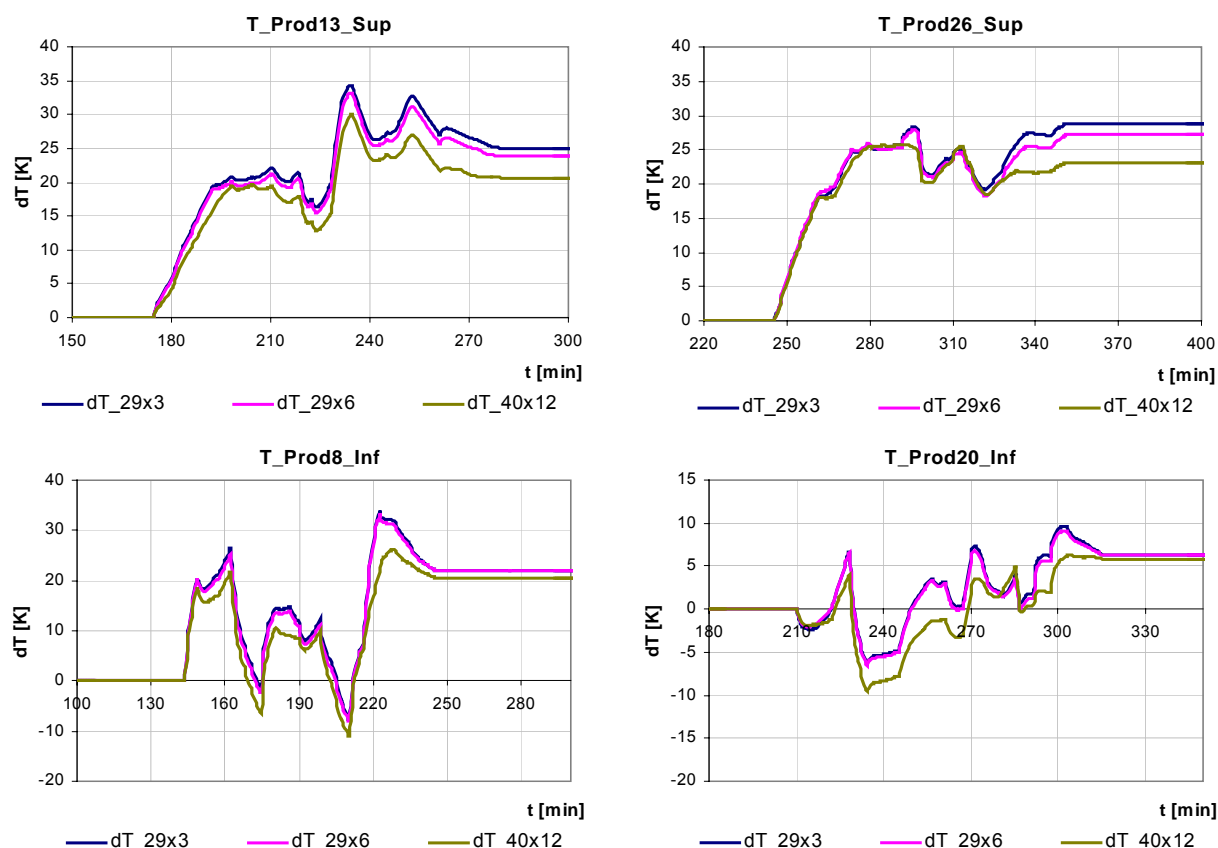 T_Prod13_Sup
40
35
30
25
20
15
10
5
0
dT [K]
150 180 210 240 270 300
t [min]
dT_29x3 dT_29x6 dT_40x12
T_Prod26_Sup
40
35
30
25
20
15
10
5
0
dT [K]
220 250 280 310 340 370 400
t [min]
dT_29x3 dT_29x6 dT_40x12
T_Prod8_Inf
40
30
20
10
0
-10
-20
dT [K]
100 130 160 190 220 250 280
t [min]
dT_29x3 dT_29x6 dT_40x12
T_Prod20_Inf
15
10
5
0
-5
-10
-15
-20
dT [K]
180 210 240 270 300 330
t [min]
dT_29x3 dT_29x6 dT_40x12